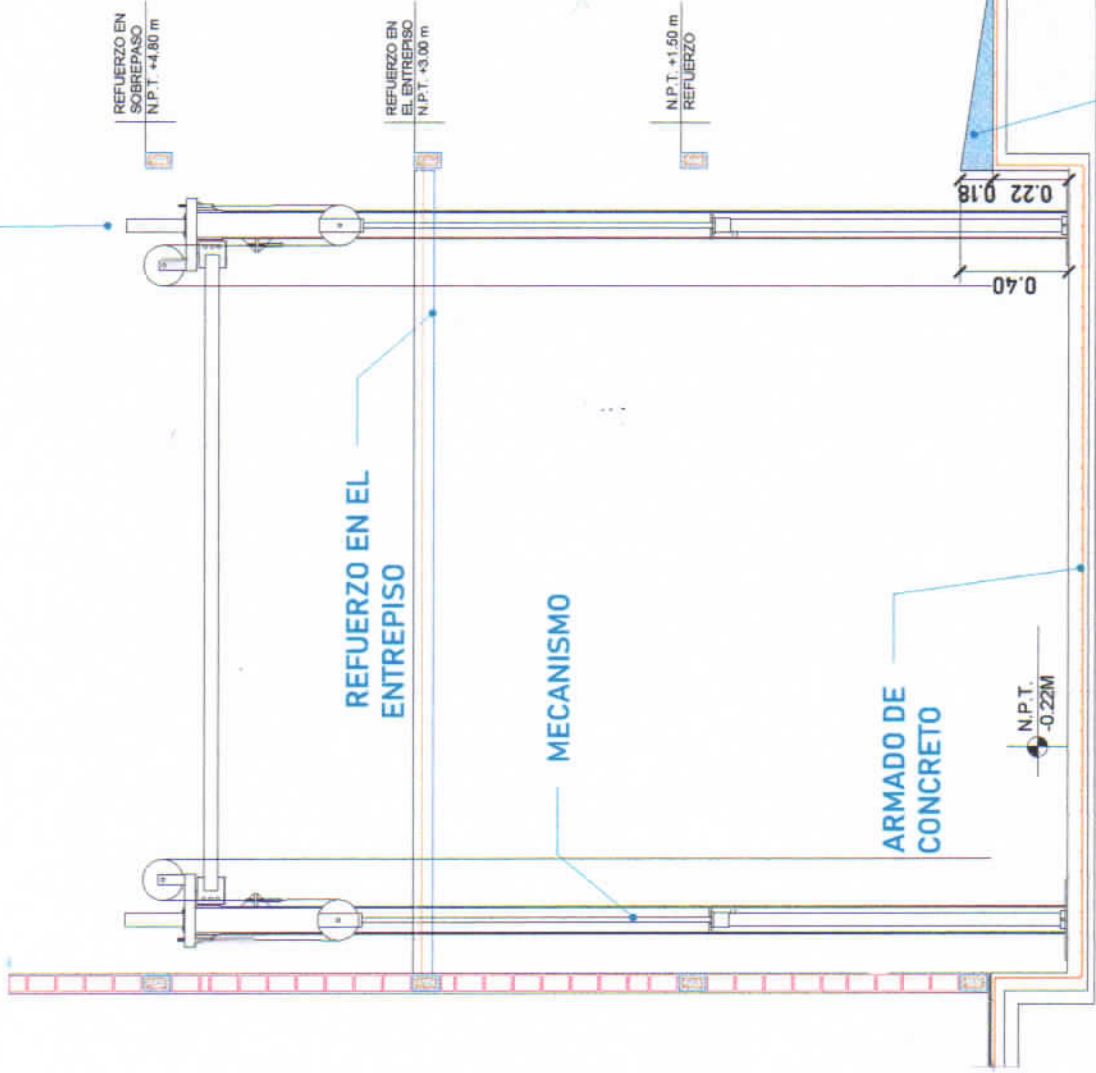 REFUERZO EN
SOBREPASO
N.P.T. +4.80 m
REFUERZO EN
EL ENTREPISO
N.P.T. +3.00 m
N.P.T. +1.50 m
REFUERZO
REFUERZO EN EL
ENTREPISO
MECANISMO
ARMADO DE
CONCRETO
N.P.T.
-0.22M
0.18
0.22
0.40